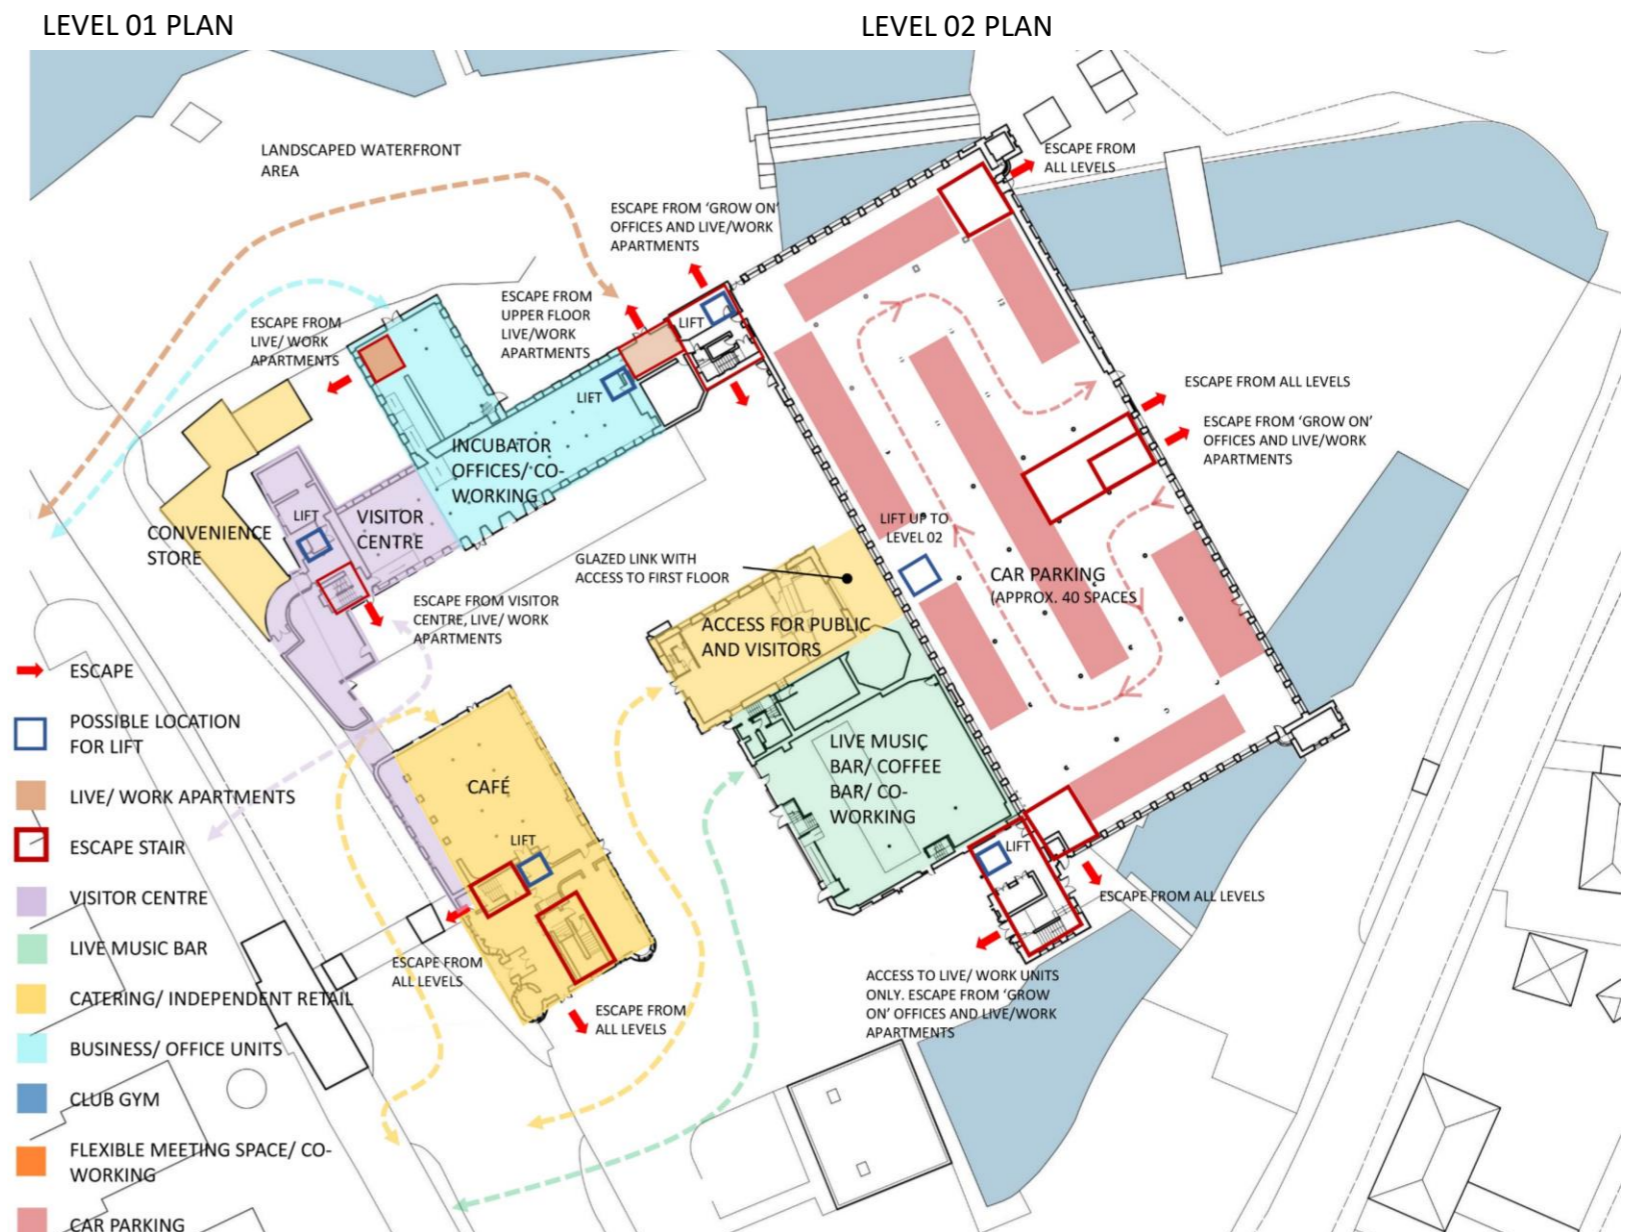 LEVEL 01 PLAN
LEVEL 02 PLAN
LANDSCAPED WATERFRONT
AREA
ESCAPE FROM
ALL LEVELS
ESCAPE FROM ‘GROW ON’
OFFICES AND LIVE/WORK
APARTMENTS
ESCAPE FROM
UPPER FLOOR
LIVE/WORK
APARTMENTS
LIFT
ESCAPE FROM
LIVE/ WORK
APARTMENTS
LIFT
ESCAPE FROM ALL LEVELS
ESCAPE FROM ‘GROW ON’
OFFICES AND LIVE/WORK
APARTMENTS
INCUBATOR
OFFICES/ CO-
WORKING
LIFT
VISITOR
CENTRE
CONVENIENCE
STORE
LIFT UP TO
LEVEL 02
GLAZED LINK WITH
ACCESS TO FIRST FLOOR
CAR PARKING
(APPROX. 40 SPACES
ESCAPE FROM VISITOR
CENTRE, LIVE/ WORK
APARTMENTS
ACCESS FOR PUBLIC
AND VISITORS
LIVE MUSIC
BAR/ COFFEE
BAR/ CO-
WORKING
CAFÉ
LIFT
LIFT
ESCAPE FROM ALL LEVELS
ESCAPE FROM
ALL LEVELS
ESCAPE FROM
ALL LEVELS
ACCESS TO LIVE/ WORK UNITS
ONLY. ESCAPE FROM ‘GROW
ON’ OFFICES AND LIVE/WORK
APARTMENTS
ESCAPE
POSSIBLE LOCATION
FOR LIFT
LIVE/ WORK APARTMENTS
ESCAPE STAIR
VISITOR CENTRE
LIVE MUSIC BAR
CATERING/ INDEPENDENT RETAIL
BUSINESS/ OFFICE UNITS
CLUB GYM
FLEXIBLE MEETING SPACE/ CO-
WORKING
CAR PARKING